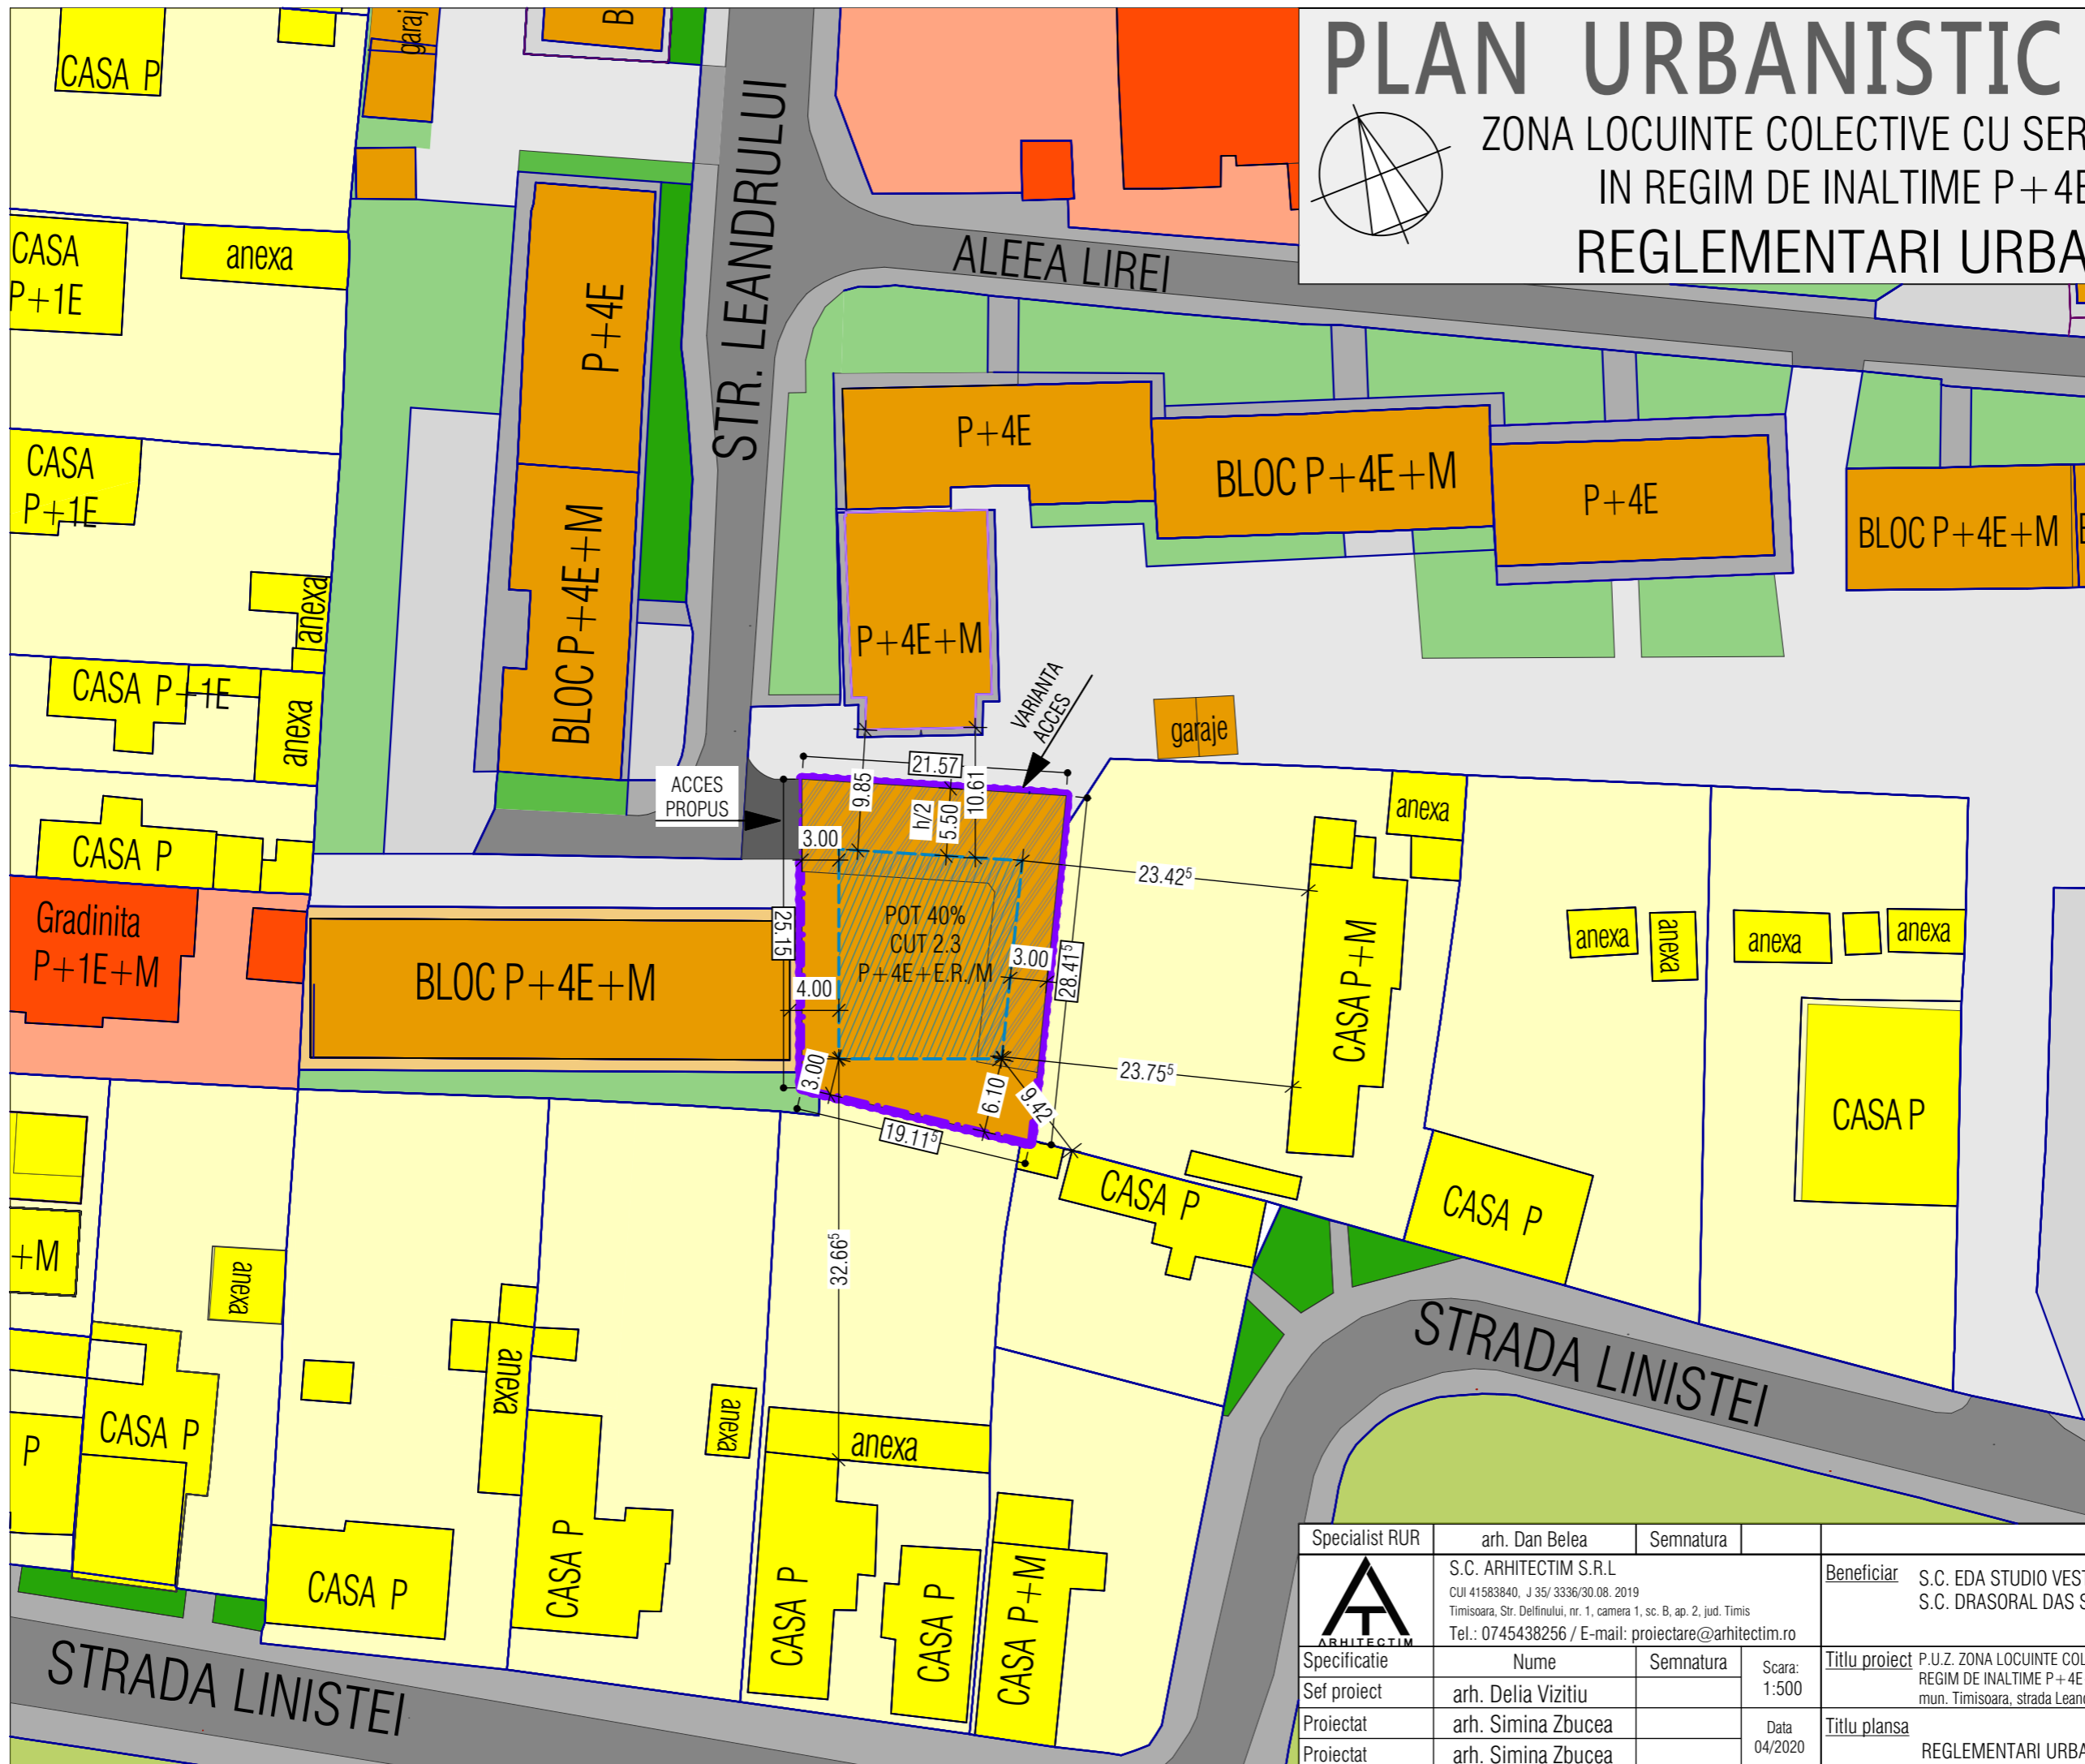 PLAN URBANISTIC
ZONA LOCUINTE COLECTIVE CU SER
IN REGIM DE INALTIME P+4E
REGLEMENTARI URBA
CASA P
garaj
B
STR. LEANDRULUI
ALEEA LIREI
CASA
P+1E
anexa
P+4E
CASA
P+1E
P+4E
BLOC P+4E+M
P+4E
BLOC P+4E+M
anexa
BLOC P+4E+M
P+4E+M
CASA P+1E
anexa
VARIANTA
ACCES
garaje
ACCES
PROPUS
21.57
9.85
h/2
5.50
10.61
3.00
anexa
CASA P
23.42⁵
Gradinita
P+1E+M
BLOC P+4E+M
25.15
POT 40%
CUT 2.3
P+4E+E.R./M
3.00
28.41⁵
4.00
CASA P+M
anexa
anexa
anexa
anexa
3.00
6.10
9.42
23.75⁵
19.11⁵
CASA P
CASA P
CASA P
+M
anexa
32.66⁵
STRADA LINISTEI
anexa
anexa
anexa
CASA P
P
CASA P
CASA P
CASA P
CASA P
CASA P+M
STRADA LINISTEI
Specialist RUR
arh. Dan Belea
Semnatura
ARHITECTIM
S.C. ARHITECTIM S.R.L
CUI 41583840, J 35/ 3336/30.08. 2019
Timisoara, Str. Delfinului, nr. 1, camera 1, sc. B, ap. 2, jud. Timis
Tel.: 0745438256 / E-mail: proiectare@arhitectim.ro
Beneficiar
S.C. EDA STUDIO VEST
S.C. DRASORAL DAS S
Specificatie
Nume
Semnatura
Scara:
1:500
Titlu proiect
P.U.Z. ZONA LOCUINTE COL
REGIM DE INALTIME P+4E
mun. Timisoara, strada Lean
Sef proiect
arh. Delia Vizitiu
Proiectat
arh. Simina Zbucea
Data
04/2020
Titlu plansa
REGLEMENTARI URBA
Proiectat
arh. Simina Zbucea